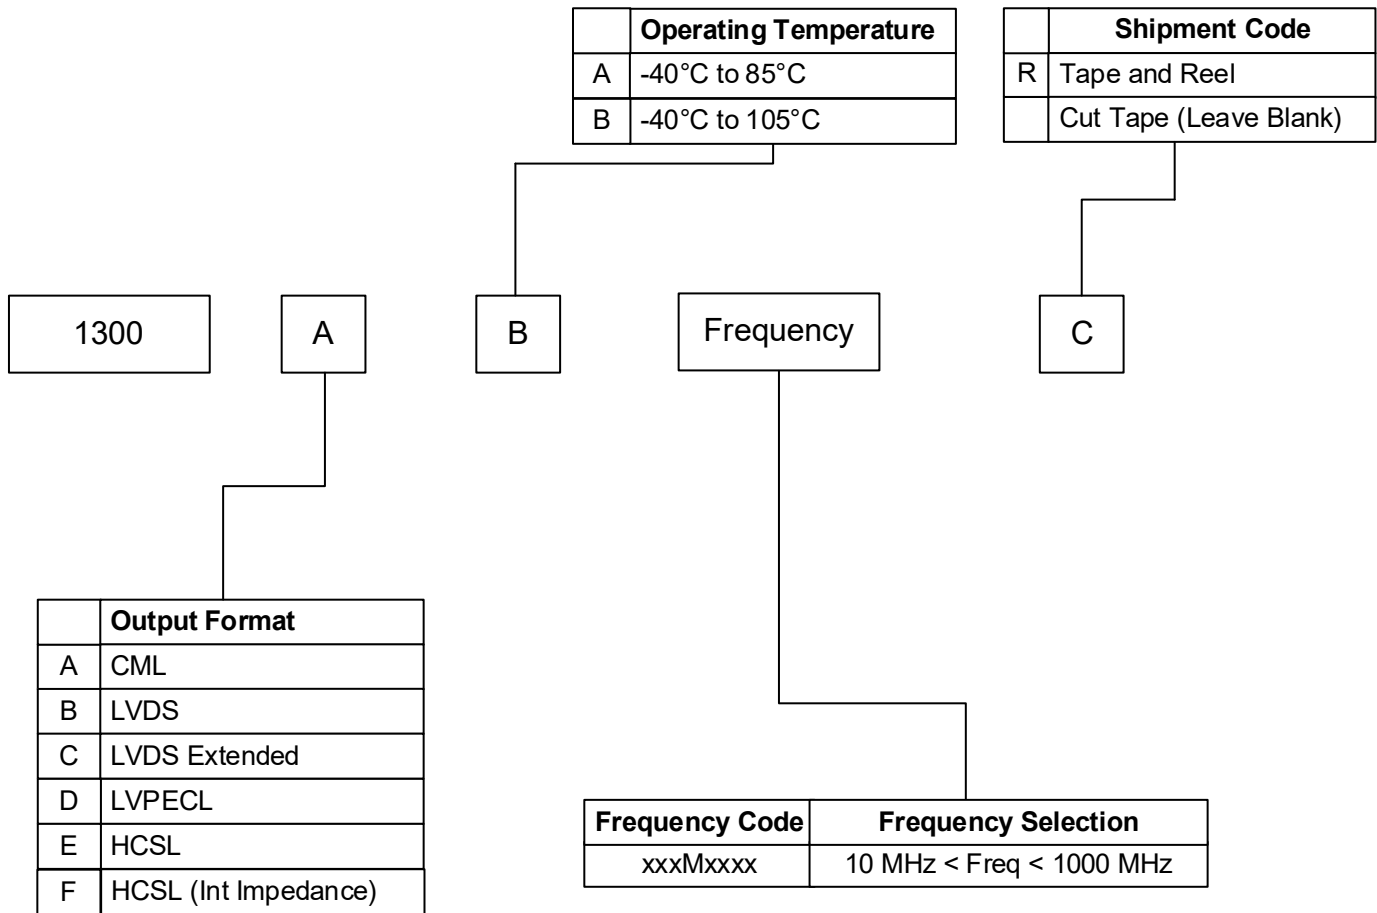 Operating Temperature
A -40°C to 85°C
B -40°C to 105°C
Shipment Code
R Tape and Reel
Cut Tape (Leave Blank)
1300 A B Frequency C
Output Format
A CML
B LVDS
C LVDS Extended
D LVPECL
E HCSL
F HCSL (Int Impedance)
Frequency Code Frequency Selection
xxxMxxxx 10 MHz < Freq < 1000 MHz